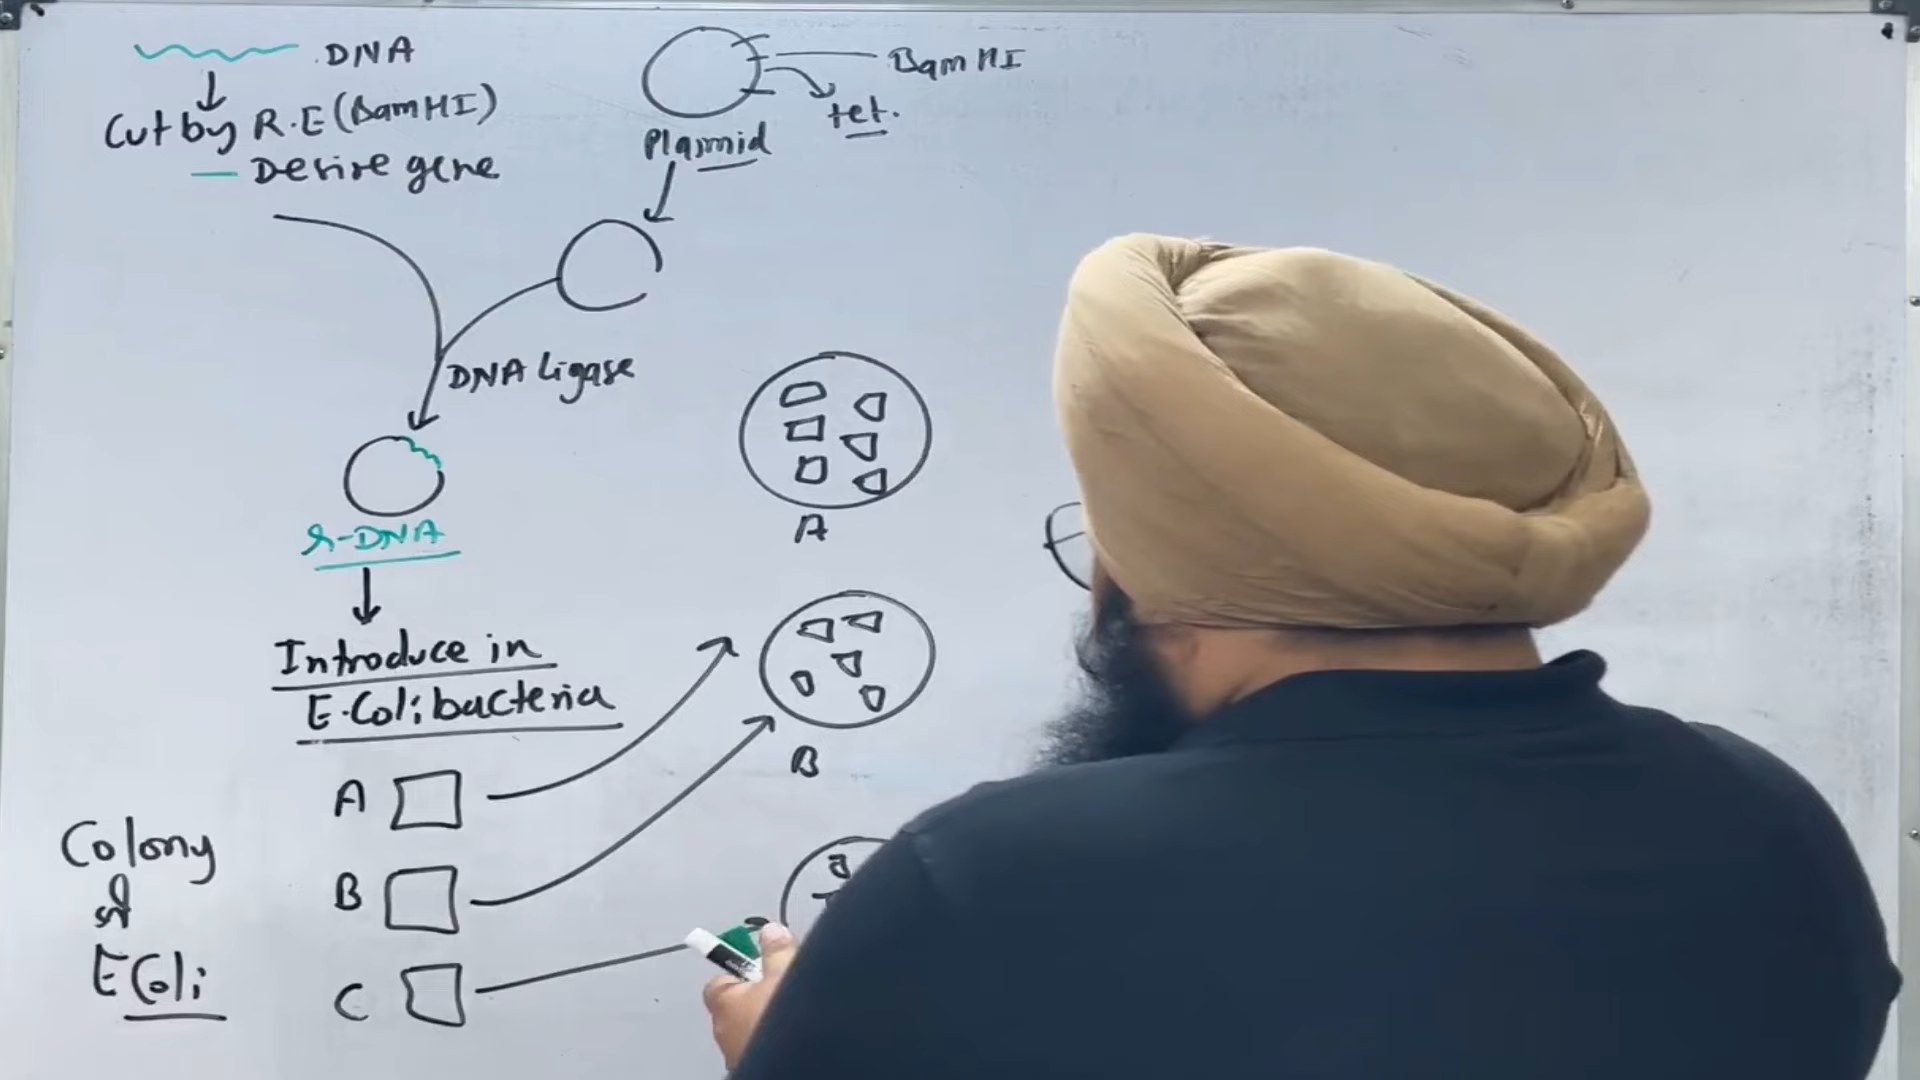 DNA
Cut by R.E (BamHI)
Desire gene
BamHI
tet.
Plasmid
DNA Ligase
r-DNA
Introduce in
E.Coli bacteria
A
B
C
Colony
of
E Coli
A
B